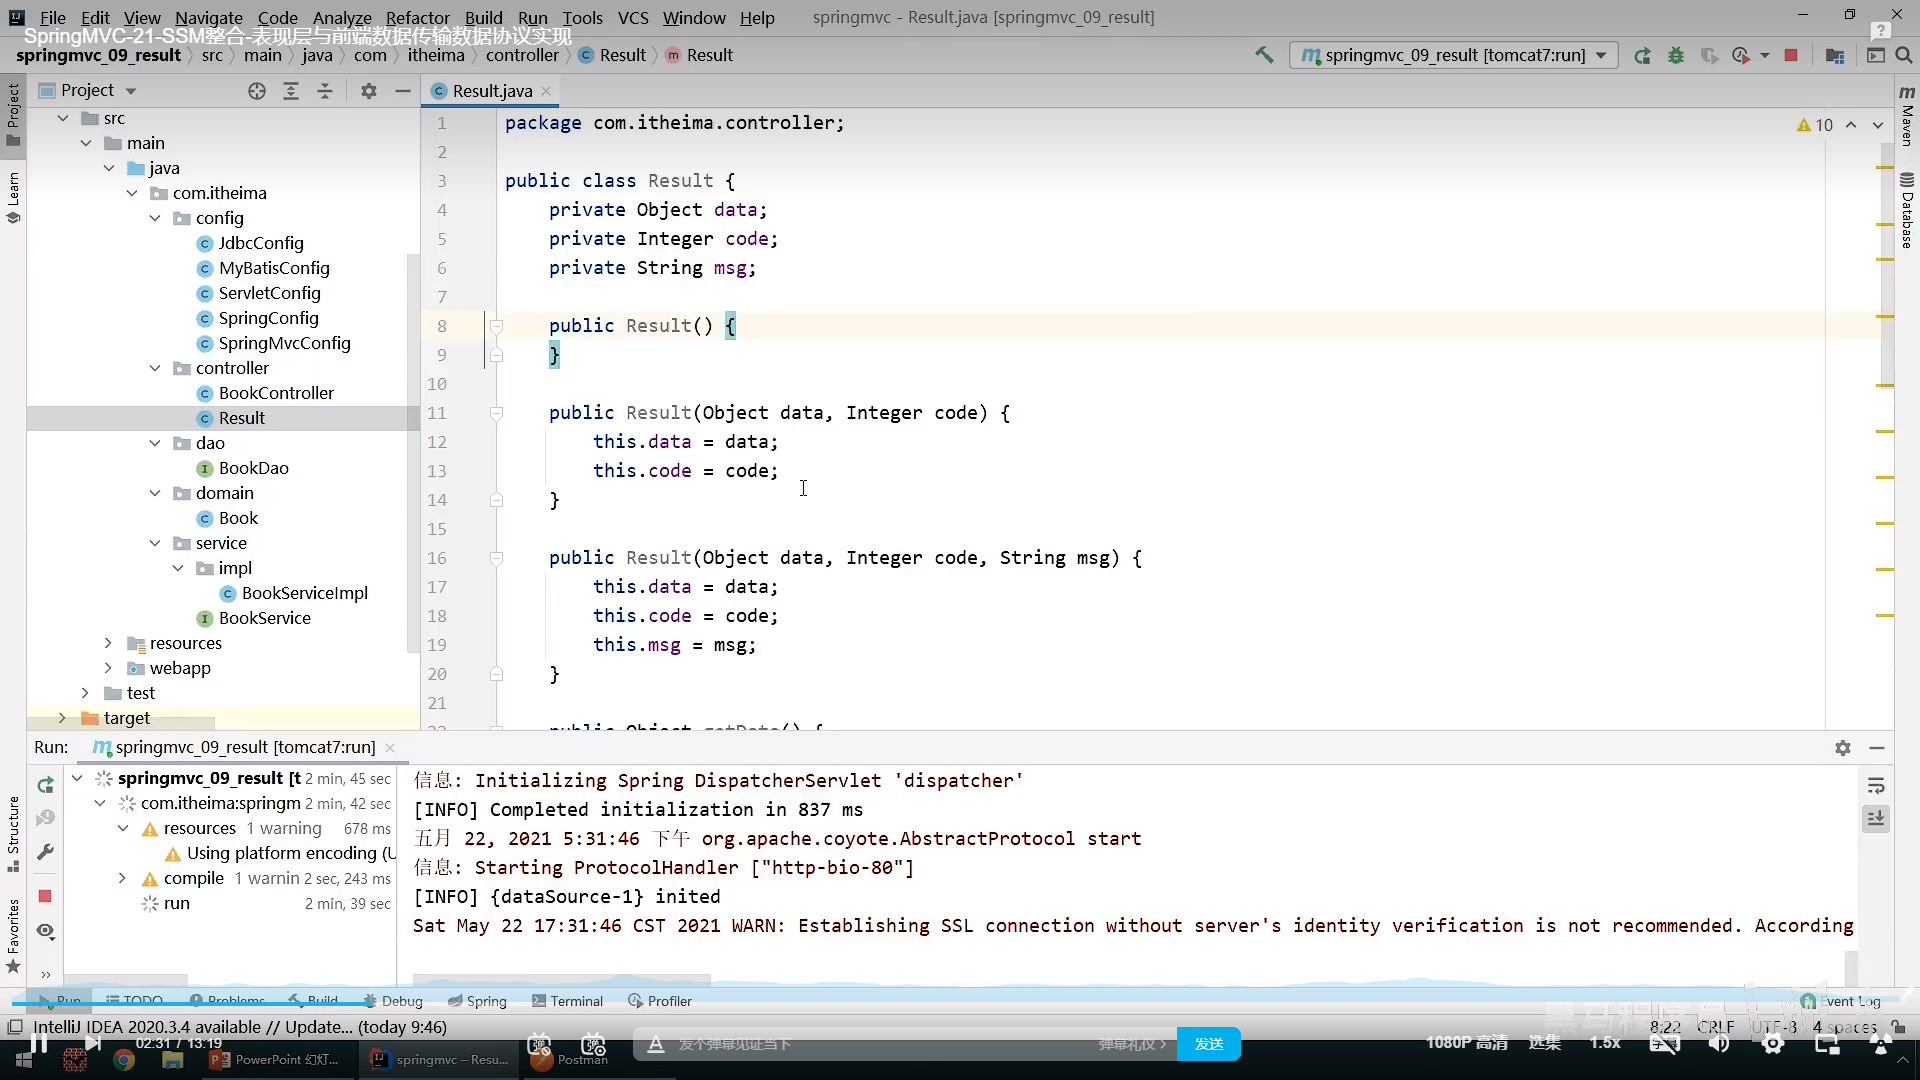 File Edit View Navigate Code Analyze Refactor Build Run Tools VCS Window Help springmvc - Result.java [springmvc_09_result]
SpringMVC-21-SSM整合-表现层与前端数据传输数据协议实现
springmvc_09_result src main java com itheima controller Result Result
springmvc_09_result [tomcat7:run]
Project
Result.java
Project
Learn
Structure
Favorites
Maven
Database
src
main
java
com.itheima
config
JdbcConfig
MyBatisConfig
ServletConfig
SpringConfig
SpringMvcConfig
controller
BookController
Result
dao
BookDao
domain
Book
service
impl
BookServiceImpl
BookService
resources
webapp
test
target
10
1 package com.itheima.controller;
2
3 public class Result {
4 private Object data;
5 private Integer code;
6 private String msg;
7
8 public Result() {
9 }
10
11 public Result(Object data, Integer code) {
12 this.data = data;
13 this.code = code;
14 }
15
16 public Result(Object data, Integer code, String msg) {
17 this.data = data;
18 this.code = code;
19 this.msg = msg;
20 }
21
22 public Object getData() {
Run: springmvc_09_result [tomcat7:run]
springmvc_09_result [t 2 min, 45 sec
com.itheima:springm 2 min, 42 sec
resources 1 warning 678 ms
Using platform encoding (U
compile 1 warnin 2 sec, 243 ms
run 2 min, 39 sec
信息: Initializing Spring DispatcherServlet 'dispatcher'
[INFO] Completed initialization in 837 ms
五月 22, 2021 5:31:46 下午 org.apache.coyote.AbstractProtocol start
信息: Starting ProtocolHandler ["http-bio-80"]
[INFO] {dataSource-1} inited
Sat May 22 17:31:46 CST 2021 WARN: Establishing SSL connection without server's identity verification is not recommended. According
Run TODO Problems Build Debug Spring Terminal Profiler Event Log
IntelliJ IDEA 2020.3.4 available // Update... (today 9:46) 8:22 CRLF UTF-8 4 spaces
02:31 / 13:19
PowerPoint 幻灯... springmvc – Resu... Postman
发个弹幕见证当下 弹幕礼仪 发送
1080P 高清 选集 1.5x